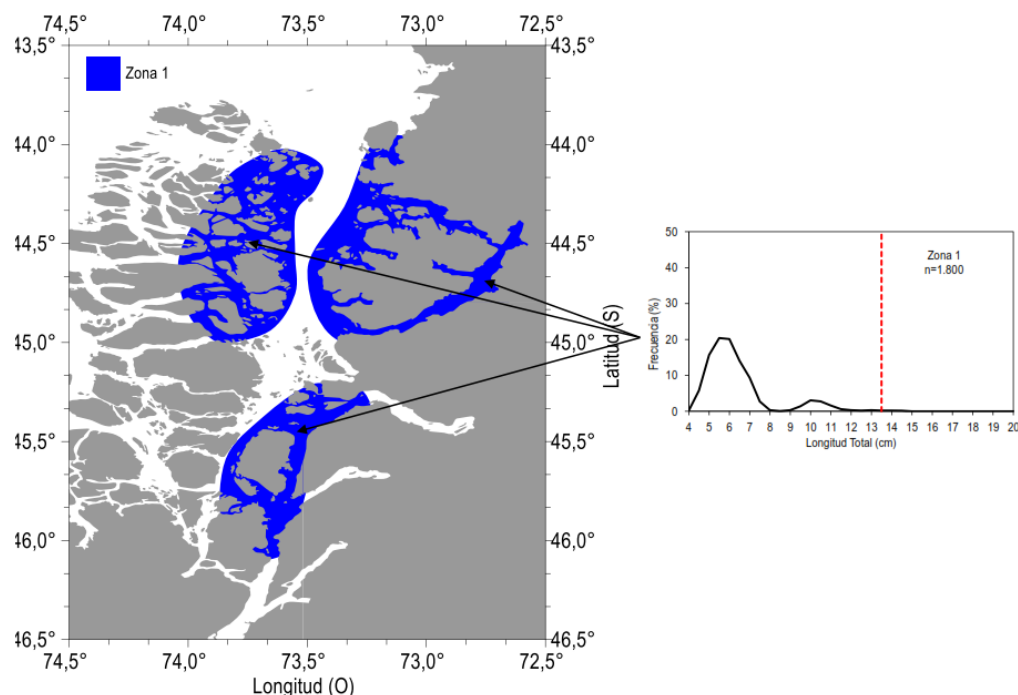 74,5° 74,0° 73,5° 73,0° 72,5°
43,5° 43,5°
Zona 1
44,0° 44,0°
44,5° 44,5°
45,0° 45,0°
45,5° 45,5°
46,0° 46,0°
46,5° 46,5°
74,5° 74,0° 73,5° 73,0° 72,5°
Longitud (O)
Latitud (S)
Zona 1
n=1.800
Frecuencia (%)
50
40
30
20
10
0
4 5 6 7 8 9 10 11 12 13 14 15 16 17 18 19 20
Longitud Total (cm)